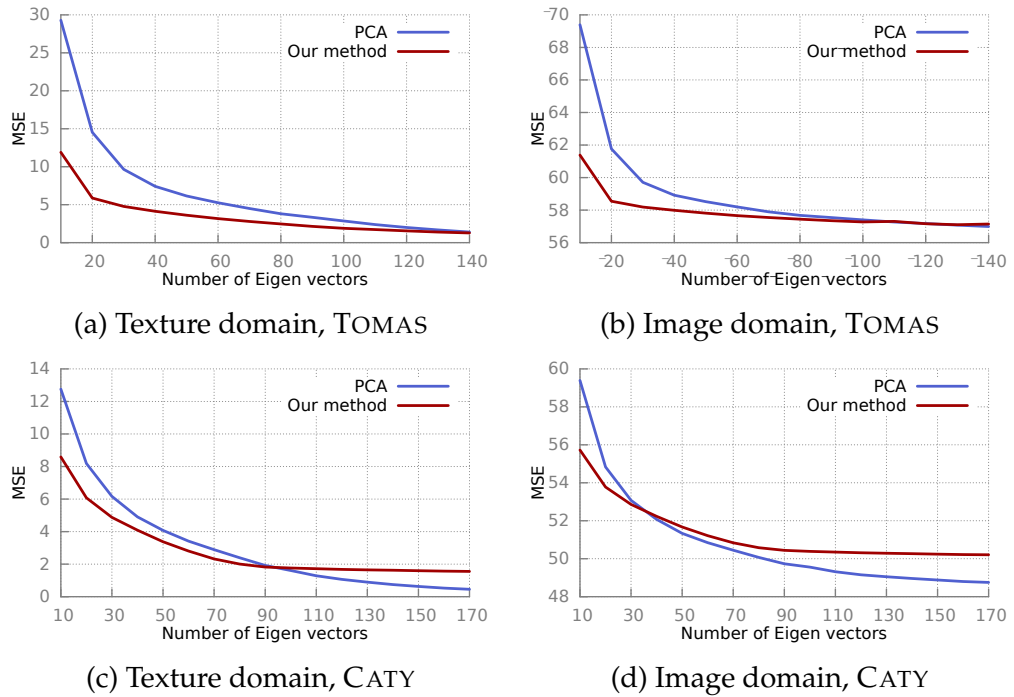 30
25
20
15
10
5
0
MSE
PCA
Our method
20 40 60 80 100 120 140
Number of Eigen vectors
(a) Texture domain, TOMAS
70
68
66
64
62
60
58
56
MSE
PCA
Our method
20 40 60 80 100 120 140
Number of Eigen vectors
(b) Image domain, TOMAS
14
12
10
8
6
4
2
0
MSE
PCA
Our method
10 30 50 70 90 110 130 150 170
Number of Eigen vectors
(c) Texture domain, CATY
60
58
56
54
52
50
48
MSE
PCA
Our method
10 30 50 70 90 110 130 150 170
Number of Eigen vectors
(d) Image domain, CATY